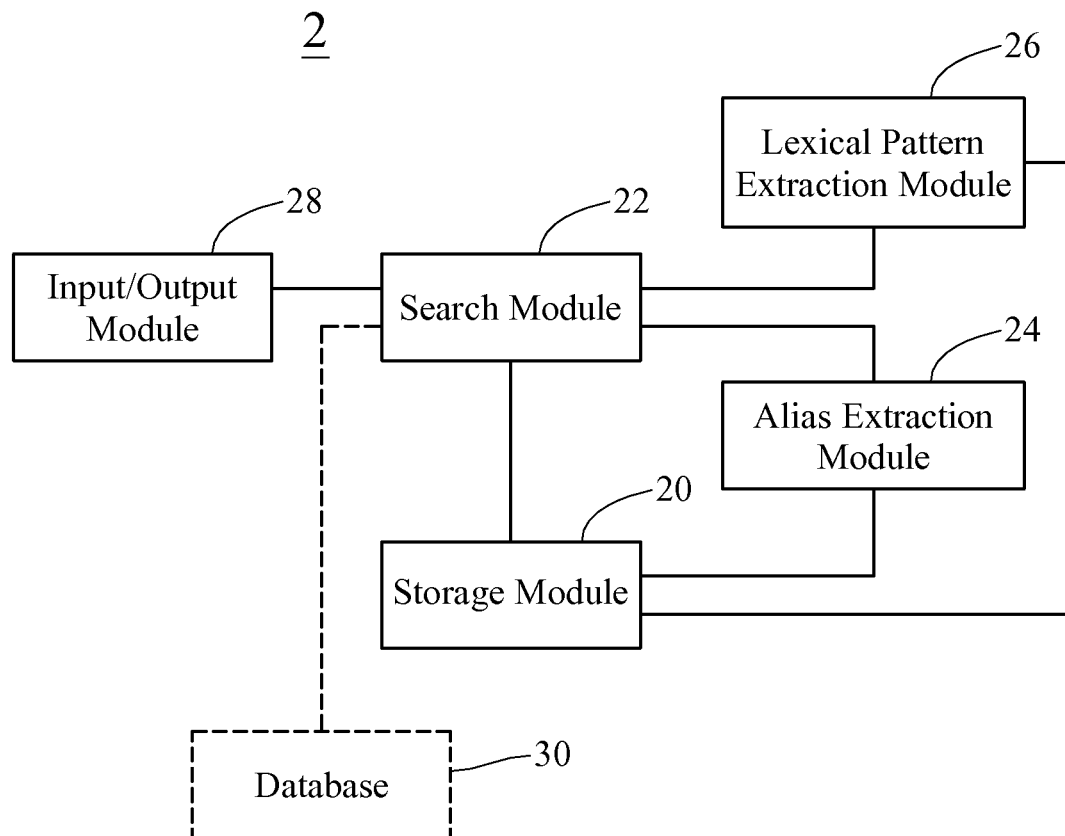 2
26
Lexical Pattern
Extraction Module
28
22
Input/Output
Module
Search Module
24
Alias Extraction
Module
20
Storage Module
30
Database